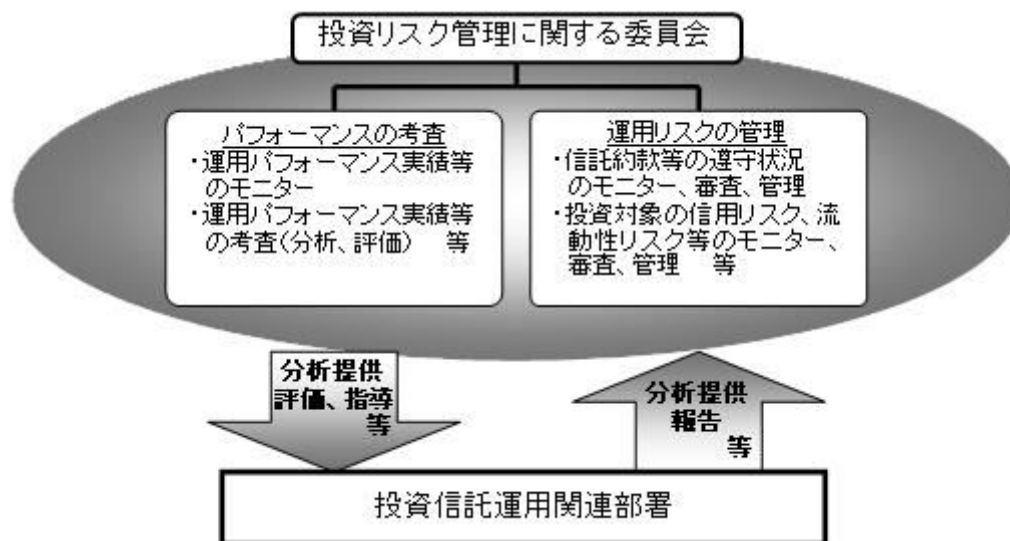 投資リスク管理に関する委員会
パフォーマンスの考査
・運用パフォーマンス実績等
のモニター
・運用パフォーマンス実績等
の考査(分析、評価) 等
運用リスクの管理
・信託約款等の遵守状況
のモニター、審査、管理
・投資対象の信用リスク、流
動性リスク等のモニター、
審査、管理 等
分析提供
評価、指導
等
分析提供
報告
等
投資信託運用関連部署